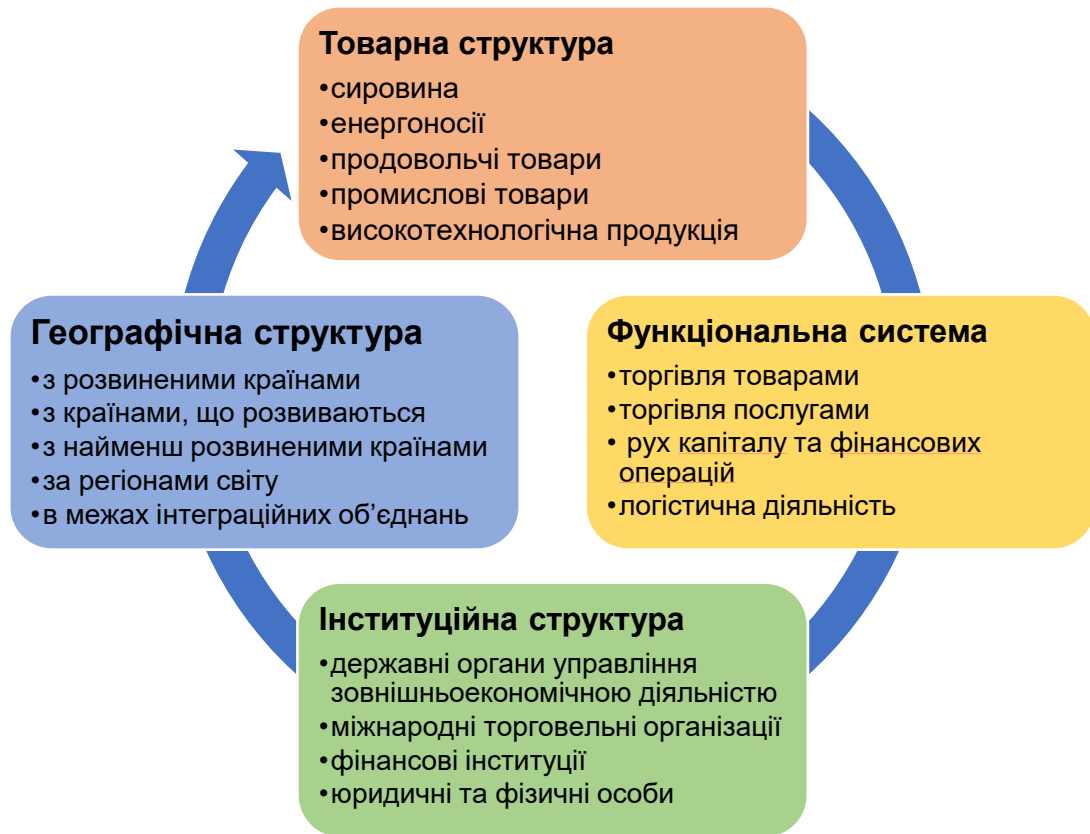 Товарна структура
•сировина
•енергоносії
•продовольчі товари
•промислові товари
•високотехнологічна продукція
Географічна структура
•з розвиненими країнами
•з країнами, що розвиваються
•з найменш розвиненими країнами
•за регіонами світу
•в межах інтеграційних об’єднань
Функціональна система
•торгівля товарами
•торгівля послугами
• рух капіталу та фінансових
операцій
•логістична діяльність
Інституційна структура
•державні органи управління
зовнішньоекономічною діяльністю
•міжнародні торговельні організації
•фінансові інституції
•юридичні та фізичні особи